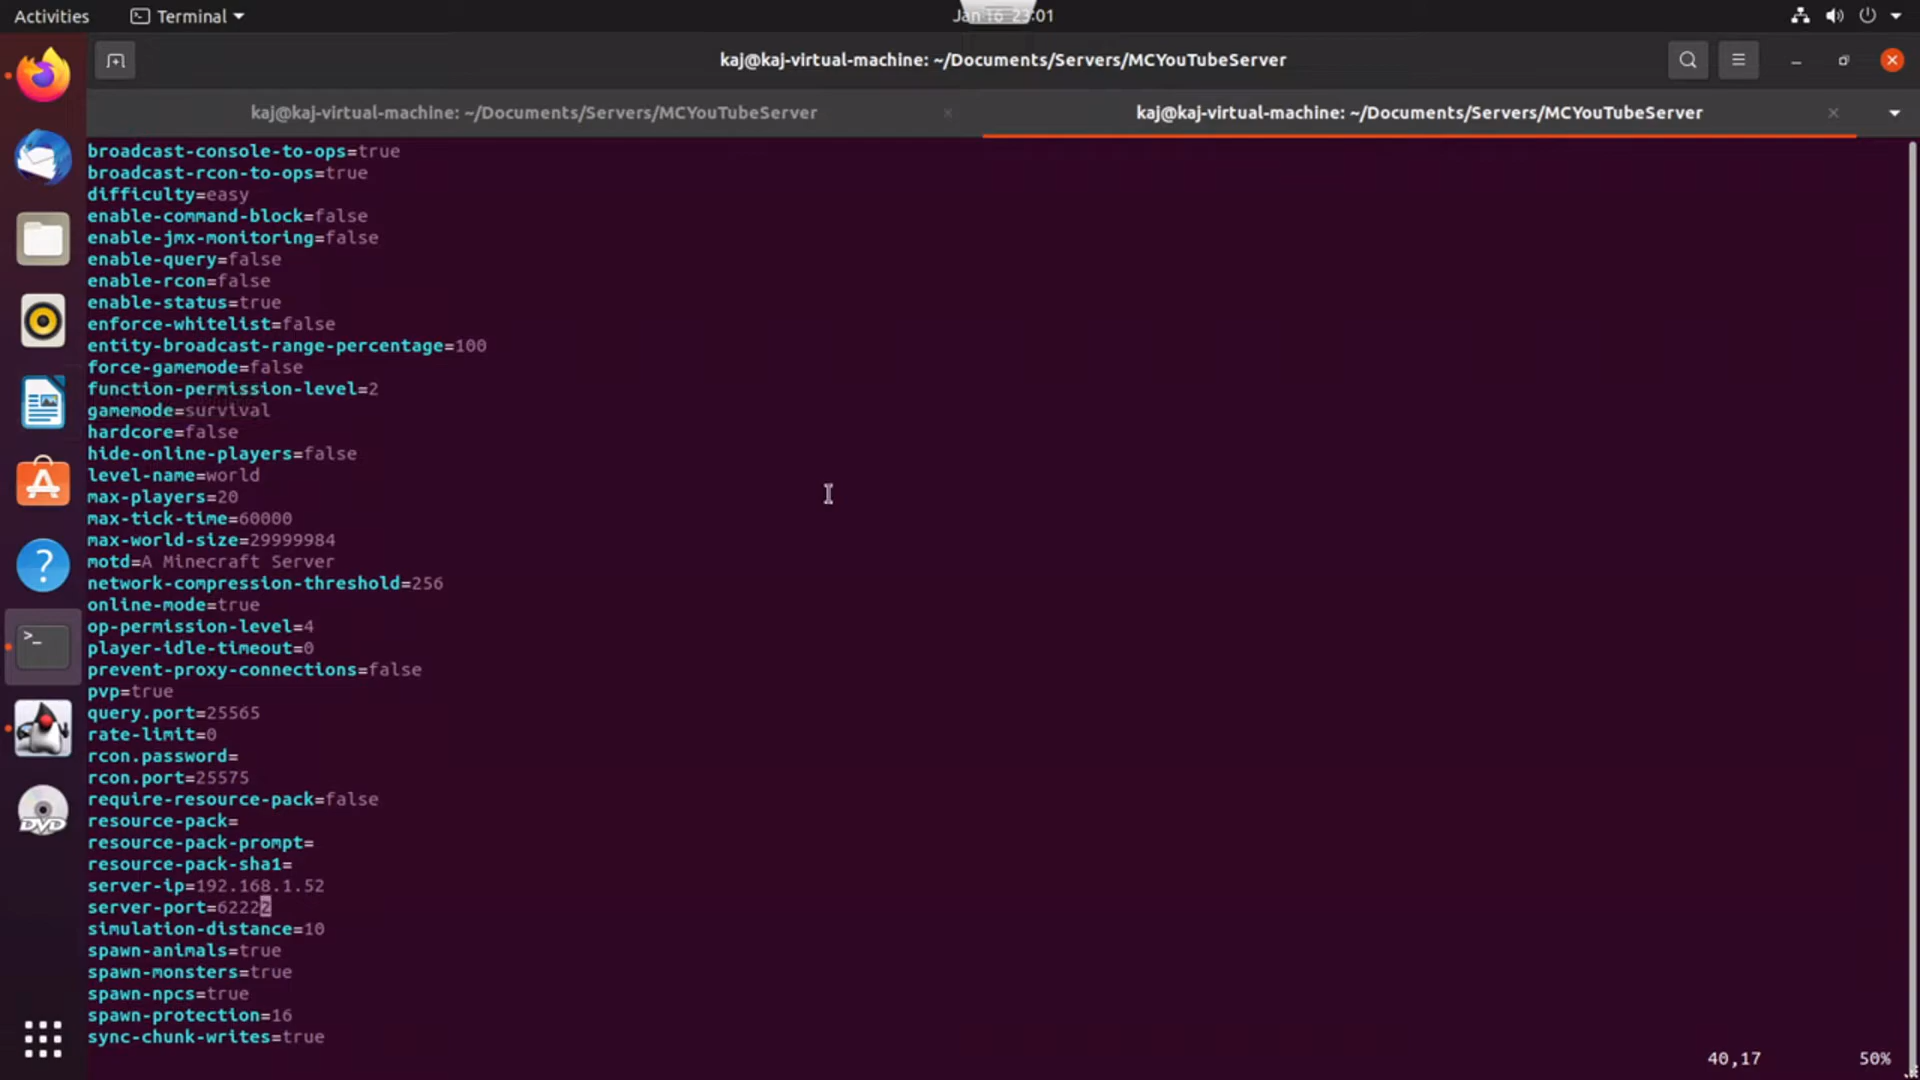 Activities
Terminal
Jan 16 23:01
kaj@kaj-virtual-machine: ~/Documents/Servers/MCYouTubeServer
kaj@kaj-virtual-machine: ~/Documents/Servers/MCYouTubeServer
kaj@kaj-virtual-machine: ~/Documents/Servers/MCYouTubeServer
broadcast-console-to-ops=true
broadcast-rcon-to-ops=true
difficulty=easy
enable-command-block=false
enable-jmx-monitoring=false
enable-query=false
enable-rcon=false
enable-status=true
enforce-whitelist=false
entity-broadcast-range-percentage=100
force-gamemode=false
function-permission-level=2
gamemode=survival
hardcore=false
hide-online-players=false
level-name=world
max-players=20
max-tick-time=60000
max-world-size=29999984
motd=A Minecraft Server
network-compression-threshold=256
online-mode=true
op-permission-level=4
player-idle-timeout=0
prevent-proxy-connections=false
pvp=true
query.port=25565
rate-limit=0
rcon.password=
rcon.port=25575
require-resource-pack=false
resource-pack=
resource-pack-prompt=
resource-pack-sha1=
server-ip=192.168.1.52
server-port=62222
simulation-distance=10
spawn-animals=true
spawn-monsters=true
spawn-npcs=true
spawn-protection=16
sync-chunk-writes=true
40,17
50%
>_
DVD